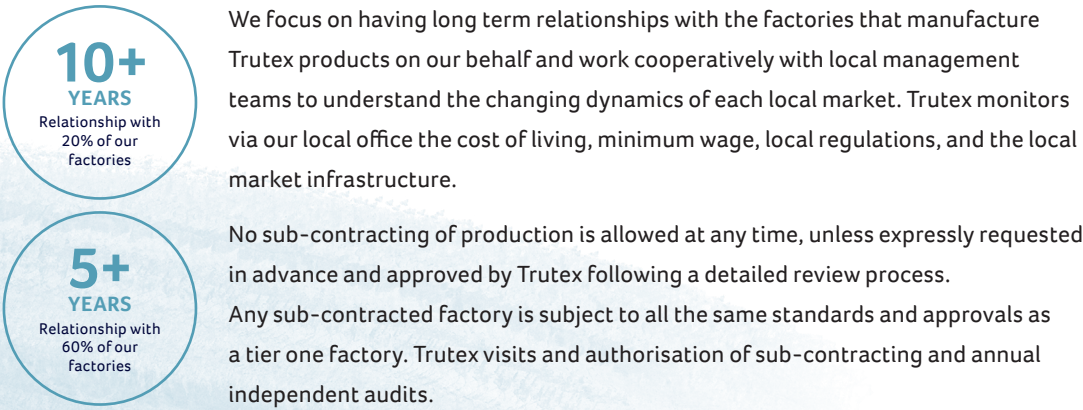 10+
YEARS
Relationship with
20% of our
factories
We focus on having long term relationships with the factories that manufacture
Trutex products on our behalf and work cooperatively with local management
teams to understand the changing dynamics of each local market. Trutex monitors
via our local office the cost of living, minimum wage, local regulations, and the local
market infrastructure.
5+
YEARS
Relationship with
60% of our
factories
No sub-contracting of production is allowed at any time, unless expressly requested
in advance and approved by Trutex following a detailed review process.
Any sub-contracted factory is subject to all the same standards and approvals as
a tier one factory. Trutex visits and authorisation of sub-contracting and annual
independent audits.